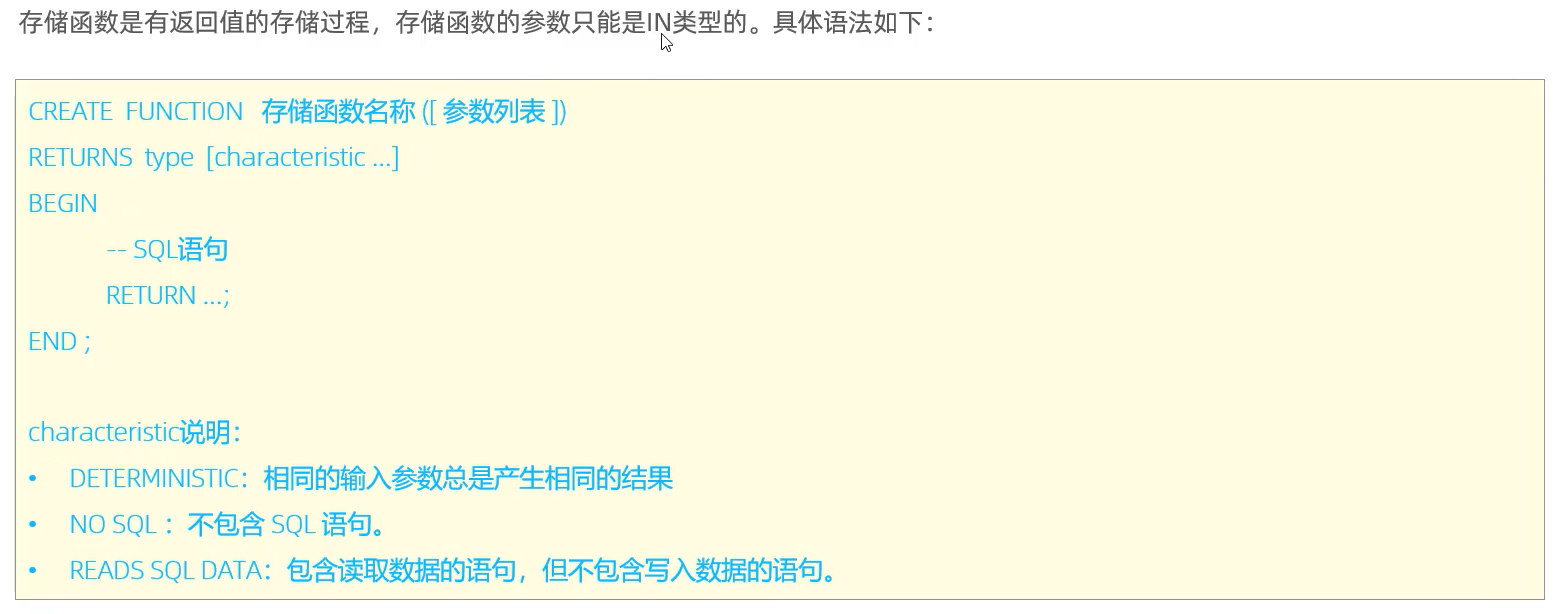 存储函数是有返回值的存储过程，存储函数的参数只能是IN类型的。具体语法如下：
CREATE FUNCTION 存储函数名称 ([ 参数列表 ])
RETURNS type [characteristic ...]
BEGIN
-- SQL语句
RETURN ...;
END ;
characteristic说明：
• DETERMINISTIC：相同的输入参数总是产生相同的结果
• NO SQL ：不包含 SQL 语句。
• READS SQL DATA：包含读取数据的语句，但不包含写入数据的语句。